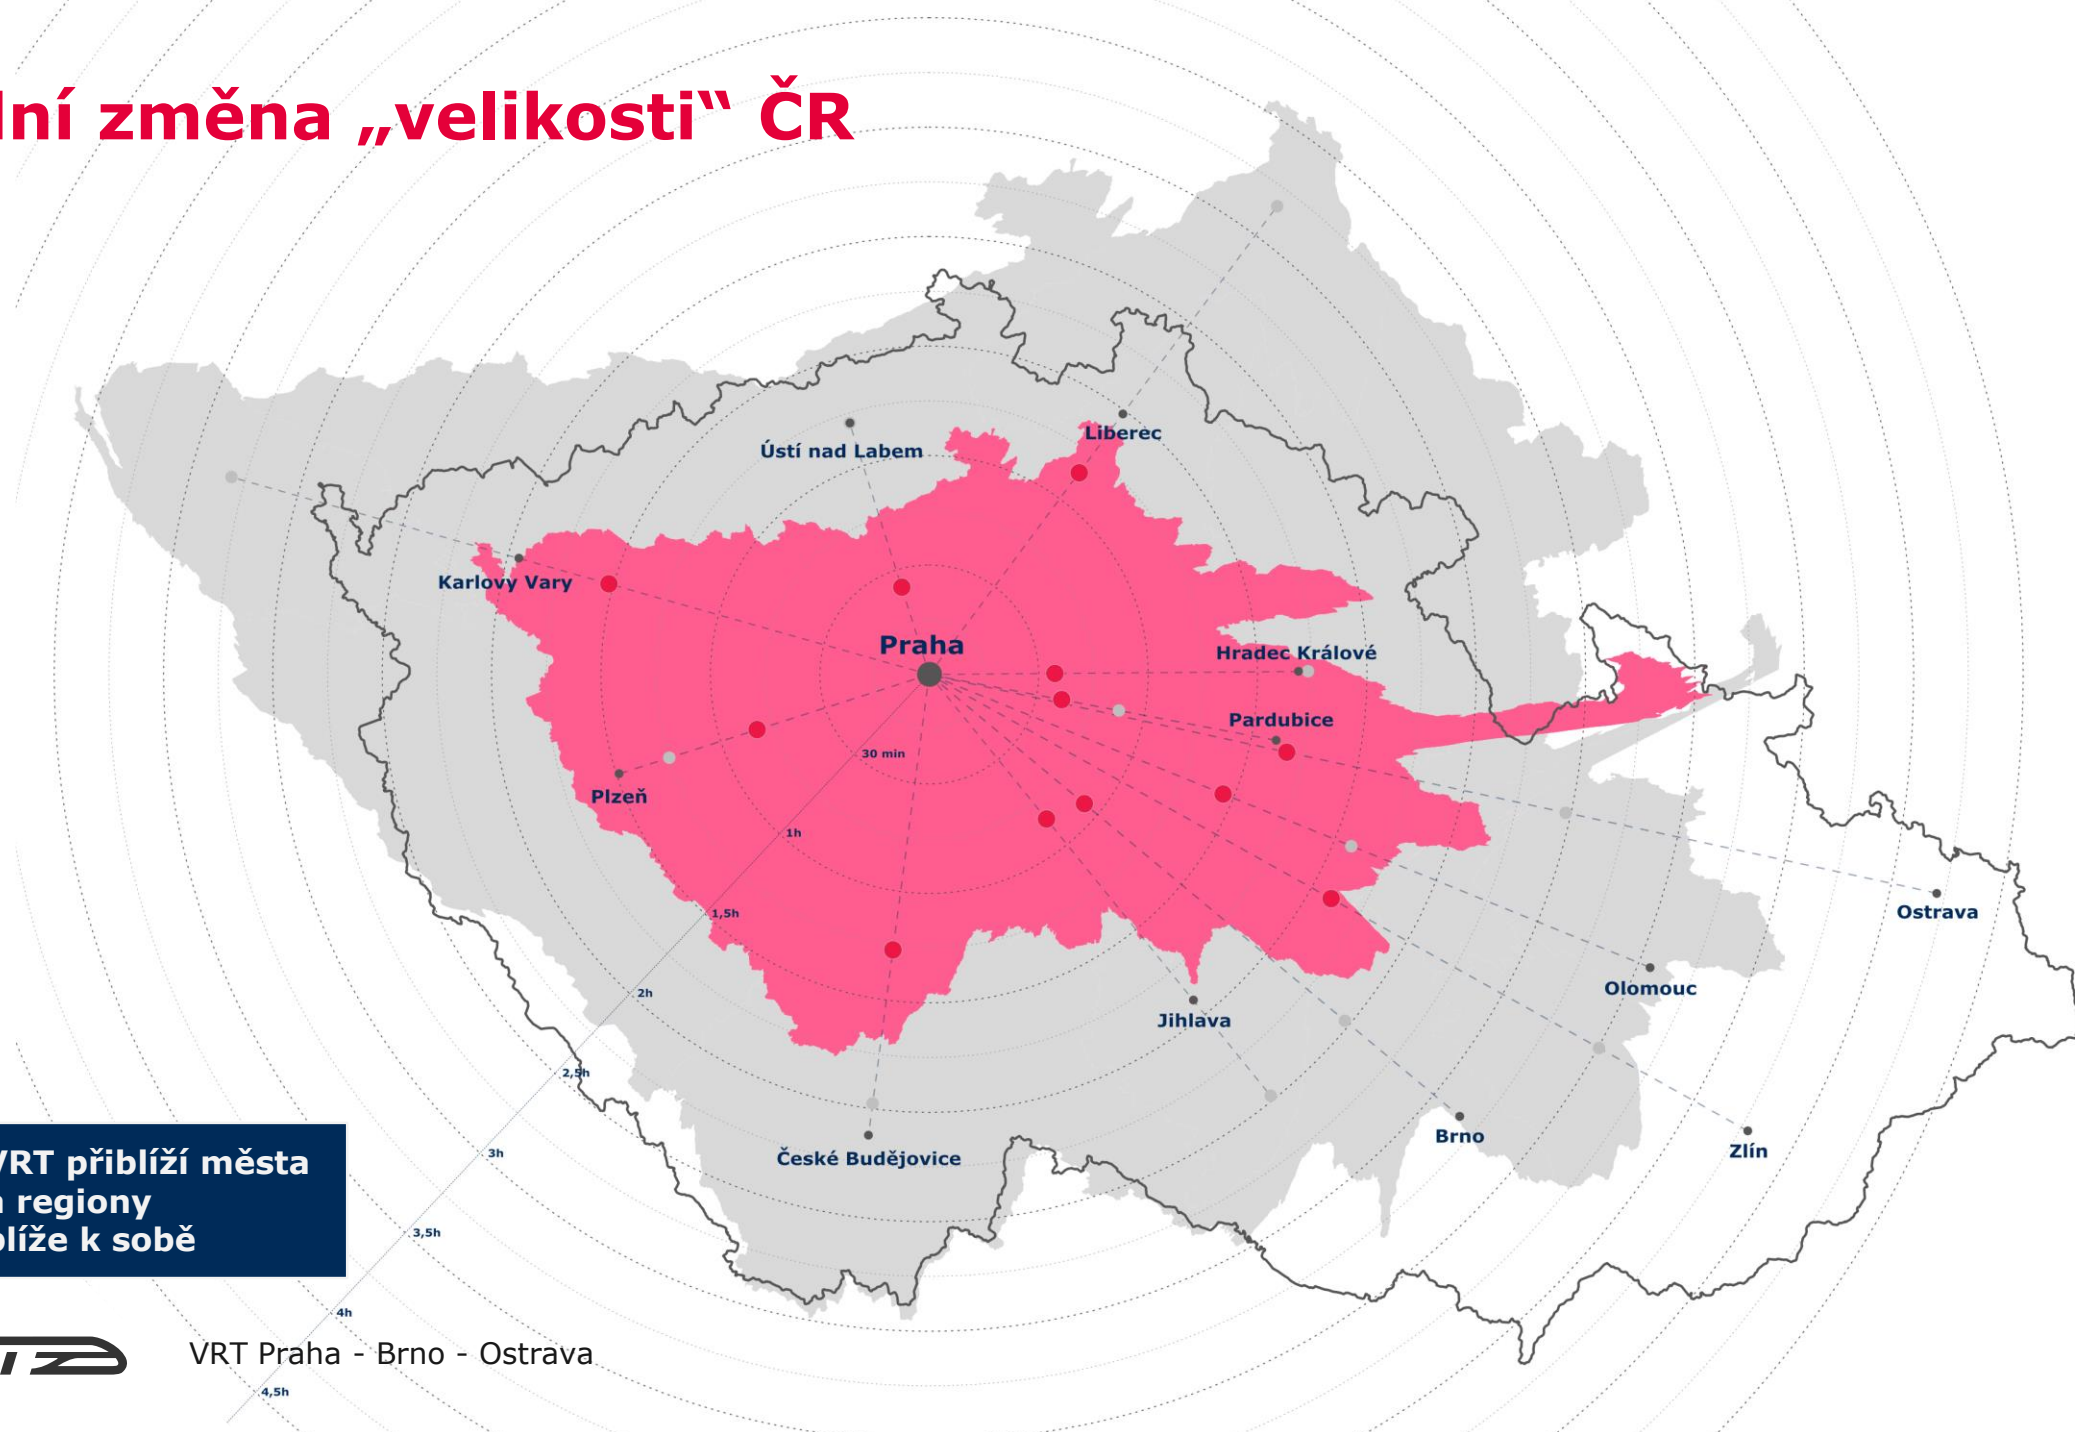 lní změna „velikosti“ ČR
Liberec
Ústí nad Labem
Karlovy Vary
Praha
Hradec Králové
Pardubice
30 min
Plzeň
1h
1,5h
Ostrava
2h
Olomouc
Jihlava
2,5h
Brno
Zlín
České Budějovice
3h
VRT přiblíží města
a regiony
blíže k sobě
3,5h
4h
VRT Praha - Brno - Ostrava
4,5h